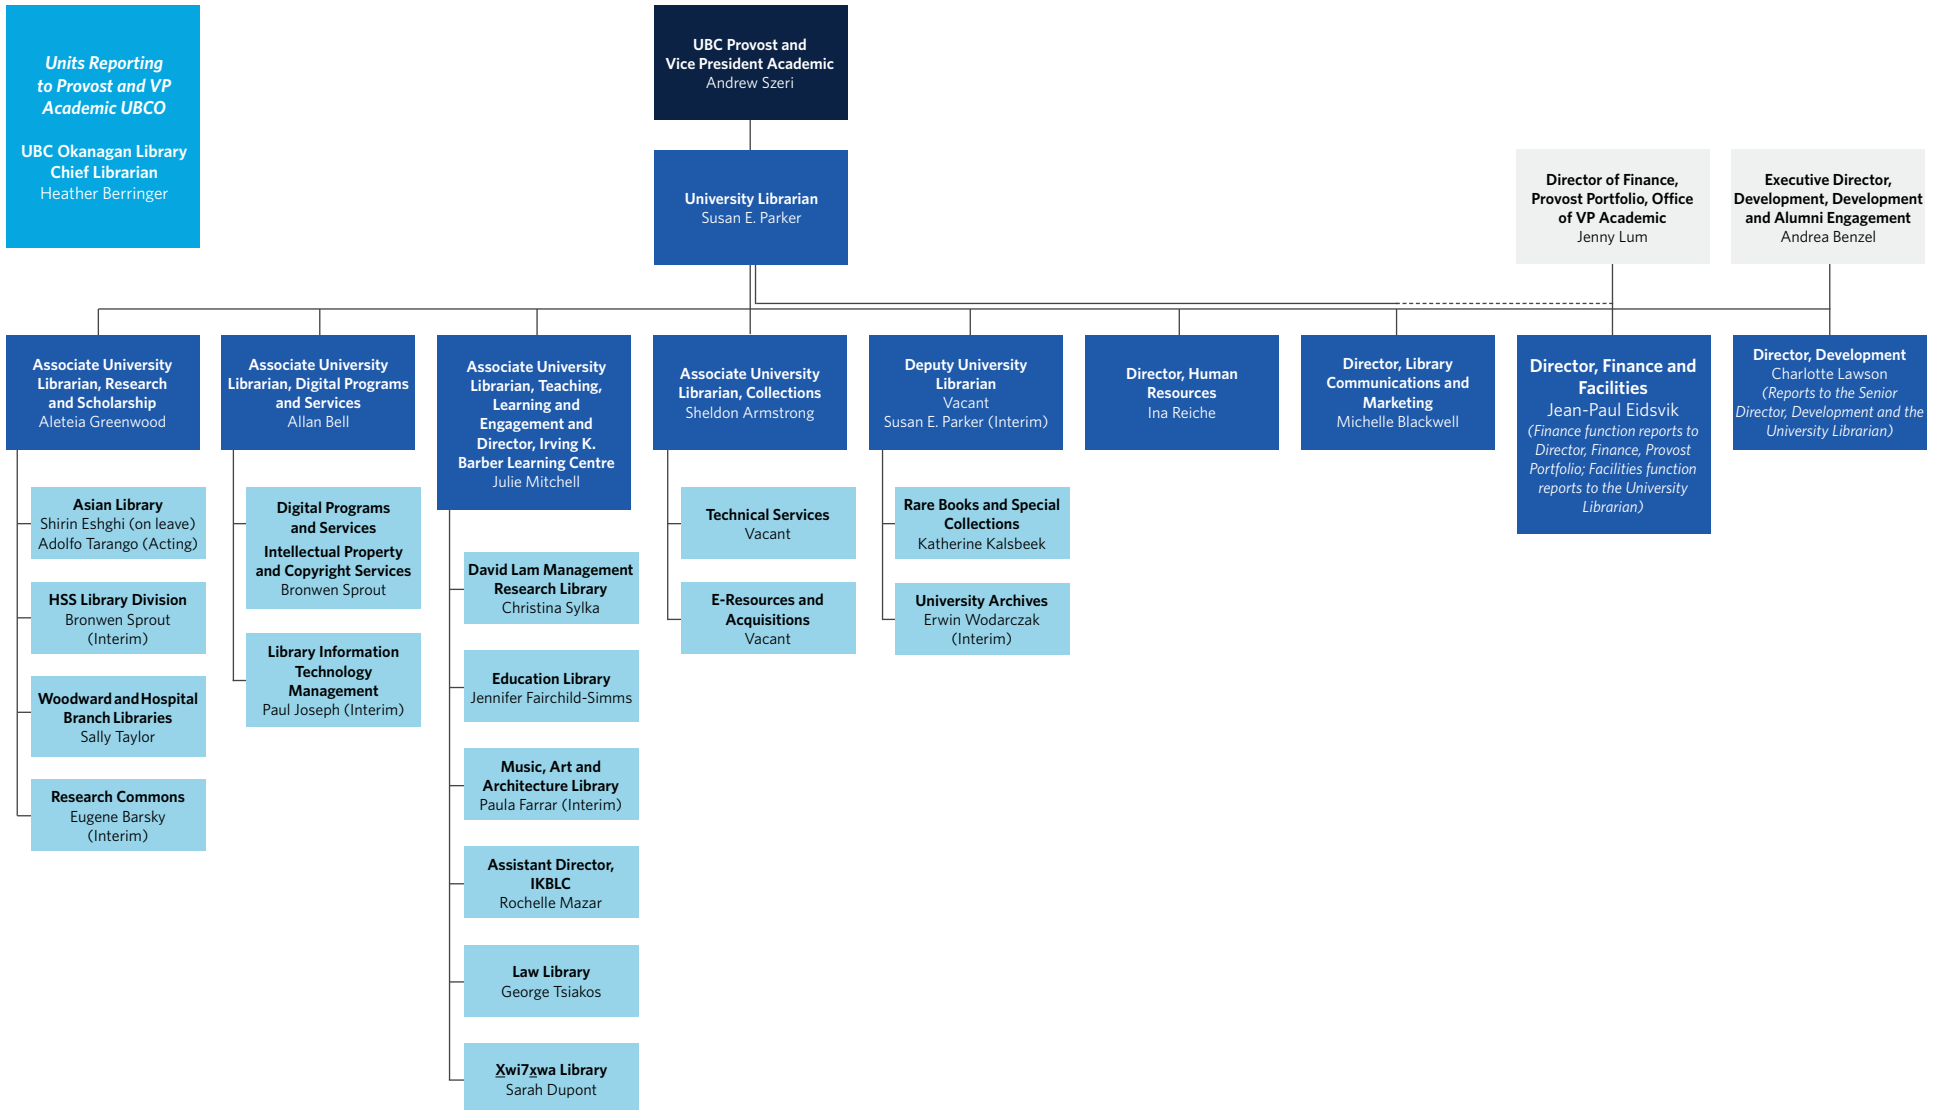 Units Reporting
to Provost and VP
Academic UBCO
UBC Okanagan Library
Chief Librarian
Heather Berringer
UBC Provost and
Vice President Academic
Andrew Szeri
University Librarian
Susan E. Parker
Director of Finance,
Provost Portfolio, Office
of VP Academic
Jenny Lum
Executive Director,
Development, Development
and Alumni Engagement
Andrea Benzel
Associate University
Librarian, Research
and Scholarship
Aleteia Greenwood
Asian Library
Shirin Eshghi (on leave)
Adolfo Tarango (Acting)
HSS Library Division
Bronwen Sprout
(Interim)
Woodward and Hospital
Branch Libraries
Sally Taylor
Research Commons
Eugene Barsky
(Interim)
Associate University
Librarian, Digital Programs
and Services
Allan Bell
Digital Programs
and Services
Intellectual Property
and Copyright Services
Bronwen Sprout
Library Information
Technology
Management
Paul Joseph (Interim)
Associate University
Librarian, Teaching,
Learning and
Engagement and
Director, Irving K.
Barber Learning Centre
Julie Mitchell
David Lam Management
Research Library
Christina Sylka
Education Library
Jennifer Fairchild-Simms
Music, Art and
Architecture Library
Paula Farrar (Interim)
Assistant Director,
IKBLC
Rochelle Mazar
Law Library
George Tsiakos
X̲wi7x̲wa Library
Sarah Dupont
Associate University
Librarian, Collections
Sheldon Armstrong
Technical Services
Vacant
E-Resources and
Acquisitions
Vacant
Deputy University
Librarian
Vacant
Susan E. Parker (Interim)
Rare Books and Special
Collections
Katherine Kalsbeek
University Archives
Erwin Wodarczak
(Interim)
Director, Human
Resources
Ina Reiche
Director, Library
Communications and
Marketing
Michelle Blackwell
Director, Finance and
Facilities
Jean-Paul Eidsvik
(Finance function reports to
Director, Finance, Provost
Portfolio; Facilities function
reports to the University
Librarian)
Director, Development
Charlotte Lawson
(Reports to the Senior
Director, Development and the
University Librarian)